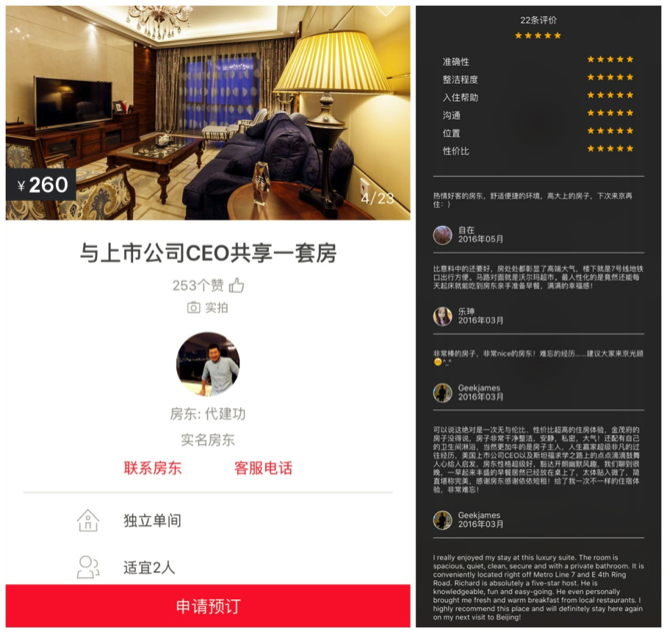 ¥260
4/23
与上市公司CEO共享一套房
253个赞
实拍
房东: 代建功
实名房东
联系房东
客服电话
独立单间
适宜2人
申请预订
22条评价
准确性
整洁程度
入住帮助
沟通
位置
性价比
热情好客的房东，舒适便捷的环境，高大上的房子，下次来京再
住：）
自在
2016年05月
比意料中的还要好，房处处都彰显了高端大气。楼下就是7号线地铁
口出行方便。马路对面就是沃尔玛超市。最人性化的是竟然还能每
天起床就能吃到房东亲手准备早餐，满满的幸福感！
乐珅
2016年03月
非常棒的房子，非常nice的房东！难忘的经历……建议大家来京光顾
^_^
Geekjames
2016年03月
可以说这绝对是一次无与伦比、性价比超高的住房体验，金茂府的
房子没得说，房子非常干净整洁，安静，私密，大气！还配有自己
的卫生间淋浴，当然更加牛的是房子主人，人生赢家超级非凡的过
往经历，美国上市公司CEO以及斯坦福求学之路上的点点滴滴鼓舞
人心给人启发，房东性格超级好，豁达开朗幽默风趣，我们聊到很
晚，一早起来丰盛的早餐居然已经放在桌上了，太体贴入微了，简
直堪称完美，感谢房东感谢依依短租！给了我一次不一样的住宿体
验，非常难忘！
Geekjames
2016年03月
I really enjoyed my stay at this luxury suite. The room is
spacious, quiet, clean, secure and with a private bathroom. It is
conveniently located right off Metro Line 7 and E 4th Ring
Road. Richard is absolutely a five-star host. He is
knowledgeable, fun and easy-going. He even personally
brought me fresh and warm breakfast from local restaurants. I
highly recommend this place and will definitely stay here again
on my next visit to Beijing!